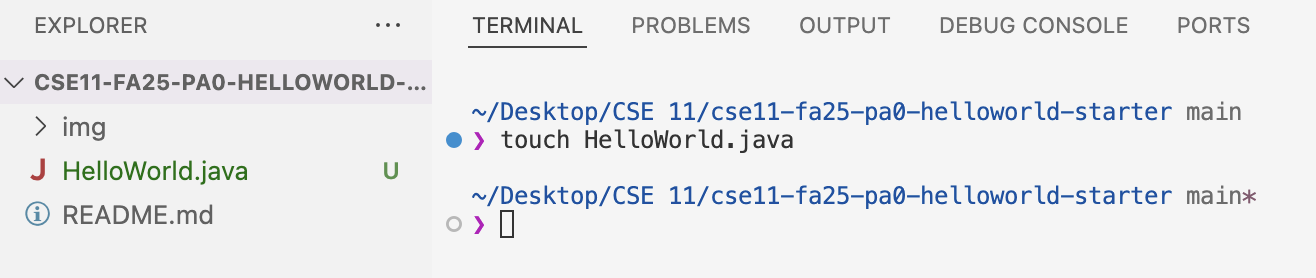 EXPLORER ···
CSE11-FA25-PA0-HELLOWORLD-...
img
J HelloWorld.java U
README.md
TERMINAL PROBLEMS OUTPUT DEBUG CONSOLE PORTS
~/Desktop/CSE 11/cse11-fa25-pa0-helloworld-starter main
❯ touch HelloWorld.java
~/Desktop/CSE 11/cse11-fa25-pa0-helloworld-starter main*
❯